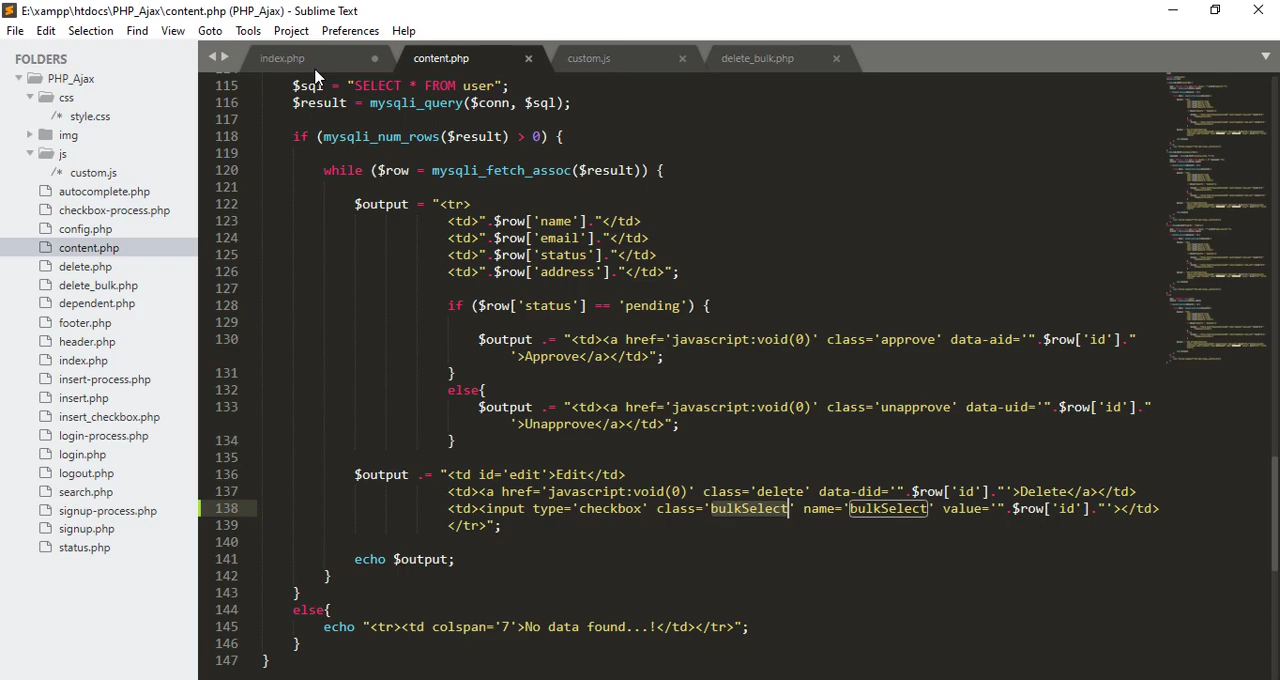 E:\xampp\htdocs\PHP_Ajax\content.php (PHP_Ajax) - Sublime Text
File Edit Selection Find View Goto Tools Project Preferences Help
FOLDERS
PHP_Ajax
css
/* style.css
img
js
/* custom.js
autocomplete.php
checkbox-process.php
config.php
content.php
delete.php
delete_bulk.php
dependent.php
footer.php
header.php
index.php
insert-process.php
insert.php
insert_checkbox.php
login-process.php
login.php
logout.php
search.php
signup-process.php
signup.php
status.php
index.php content.php custom.js delete_bulk.php
115 $sql = "SELECT * FROM user";
116 $result = mysqli_query($conn, $sql);
117
118 if (mysqli_num_rows($result) > 0) {
119
120 while ($row = mysqli_fetch_assoc($result)) {
121
122 $output = "<tr>
123 <td>".$row['name']."</td>
124 <td>".$row['email']."</td>
125 <td>".$row['status']."</td>
126 <td>".$row['address']."</td>";
127
128 if ($row['status'] == 'pending') {
129
130 $output .= "<td><a href='javascript:void(0)' class='approve' data-aid='".$row['id']."
'>Approve</a></td>";
131 }
132 else{
133 $output .= "<td><a href='javascript:void(0)' class='unapprove' data-uid='".$row['id']."
'>Unapprove</a></td>";
134 }
135
136 $output .= "<td id='edit'>Edit</td>
137 <td><a href='javascript:void(0)' class='delete' data-did='".$row['id']."'>Delete</a></td>
138 <td><input type='checkbox' class='bulkSelect' name='bulkSelect' value='".$row['id']."'></td>
139 </tr>";
140
141 echo $output;
142 }
143 }
144 else{
145 echo "<tr><td colspan='7'>No data found...!</td></tr>";
146 }
147 }